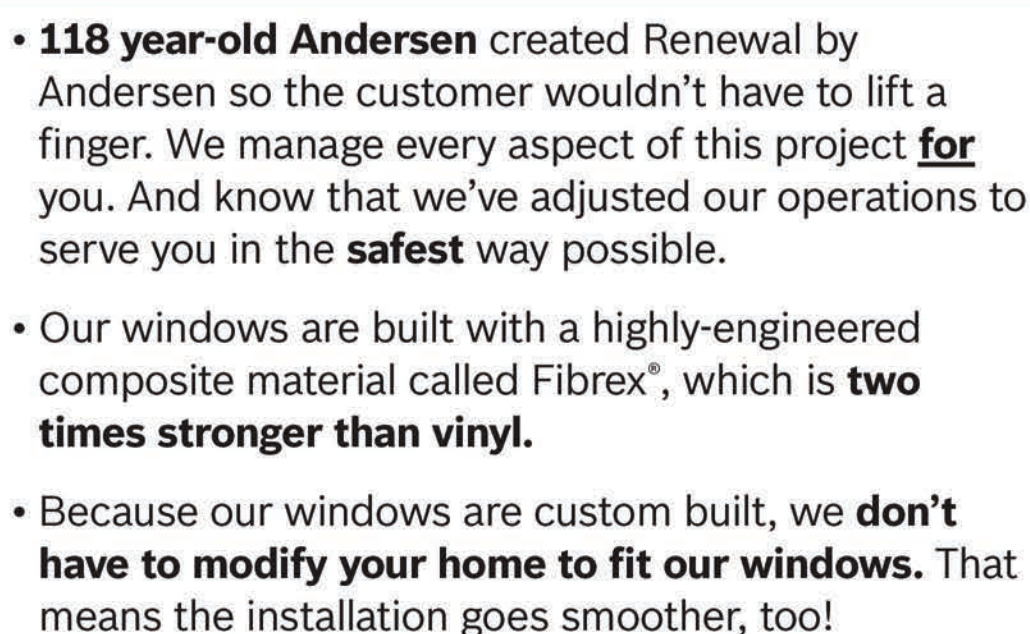 • 118 year-old Andersen created Renewal by
Andersen so the customer wouldn’t have to lift a
finger. We manage every aspect of this project for
you. And know that we’ve adjusted our operations to
serve you in the safest way possible.
• Our windows are built with a highly-engineered
composite material called Fibrex®, which is two
times stronger than vinyl.
• Because our windows are custom built, we don’t
have to modify your home to fit our windows. That
means the installation goes smoother, too!